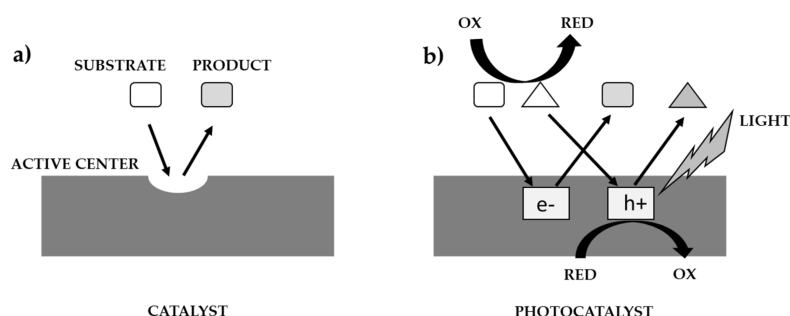 a)
SUBSTRATE PRODUCT
ACTIVE CENTER
CATALYST
b)
OX RED
LIGHT
e- h+
RED OX
PHOTOCATALYST